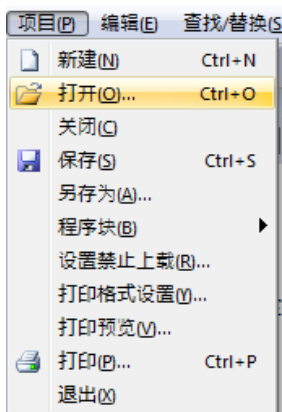 项目(P) 编辑(E) 查找/替换(S
新建(N) Ctrl+N
打开(O)... Ctrl+O
关闭(C)
保存(S) Ctrl+S
另存为(A)...
程序块(B)
设置禁止上载(R)...
打印格式设置(Y)...
打印预览(V)...
打印(P)... Ctrl+P
退出(X)